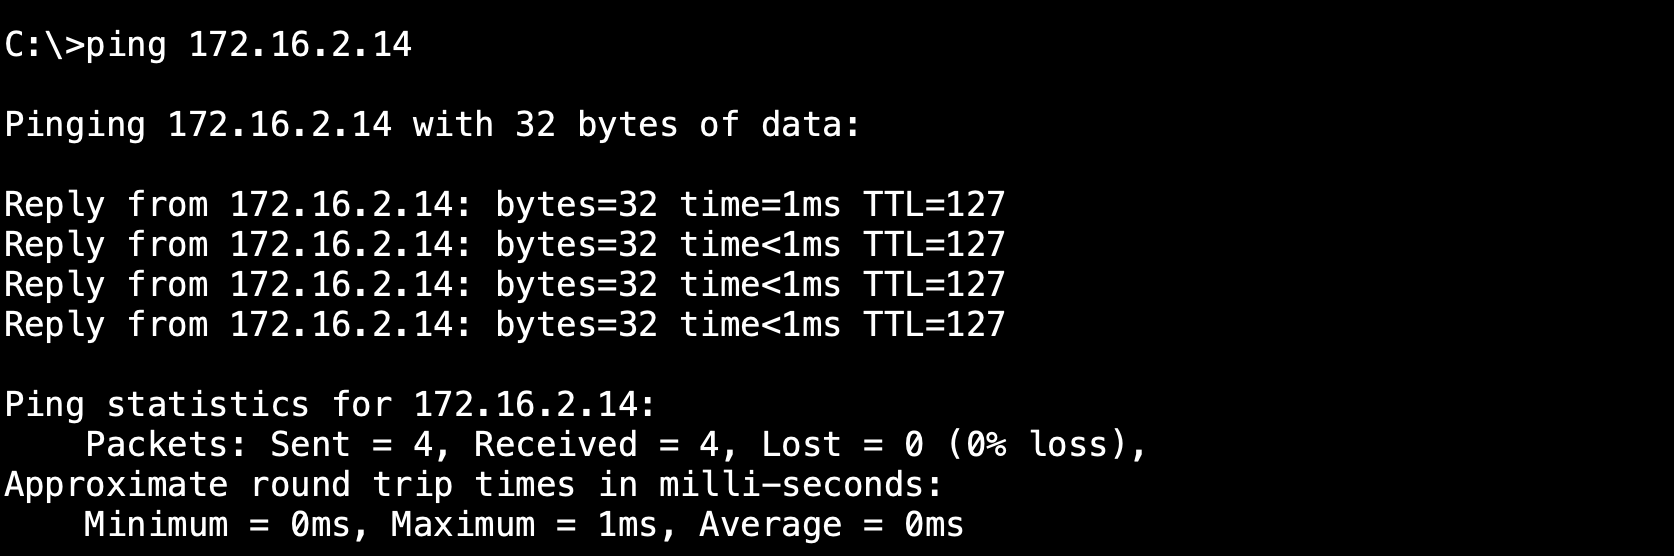 C:\>ping 172.16.2.14
Pinging 172.16.2.14 with 32 bytes of data:
Reply from 172.16.2.14: bytes=32 time=1ms TTL=127
Reply from 172.16.2.14: bytes=32 time<1ms TTL=127
Reply from 172.16.2.14: bytes=32 time<1ms TTL=127
Reply from 172.16.2.14: bytes=32 time<1ms TTL=127
Ping statistics for 172.16.2.14:
    Packets: Sent = 4, Received = 4, Lost = 0 (0% loss),
Approximate round trip times in milli-seconds:
    Minimum = 0ms, Maximum = 1ms, Average = 0ms